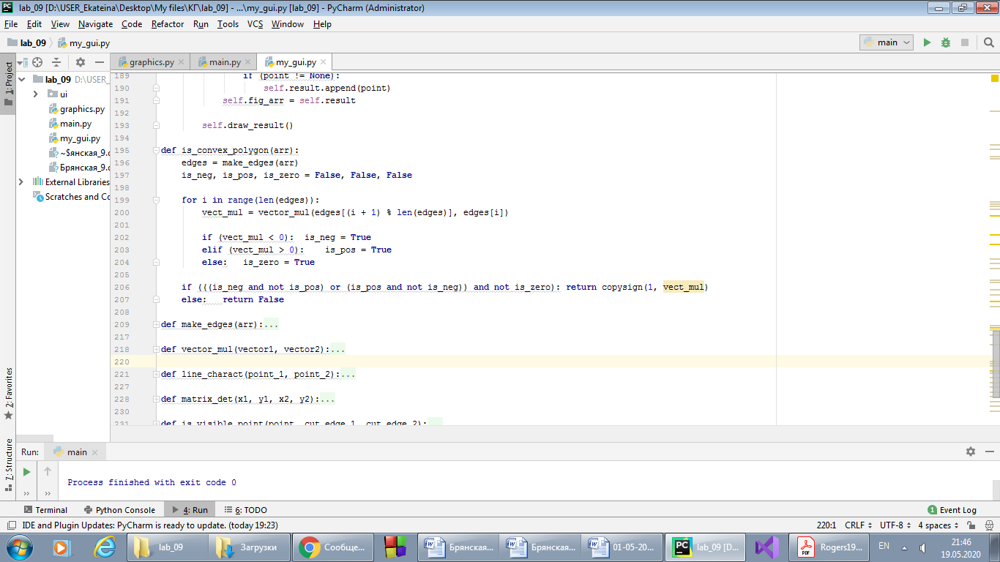 lab_09 [D:\USER_Ekateina\Desktop\My files\КГ\lab_09] - ...\my_gui.py [lab_09] - PyCharm (Administrator)
File Edit View Navigate Code Refactor Run Tools VCS Window Help
lab_09 my_gui.py main
1: Project
graphics.py main.py my_gui.py
lab_09 D:\USER_
ui
graphics.py
main.py
my_gui.py
~$янская_9.
Брянская_9.
External Libraries
Scratches and Co
189 if (point != None):
190 self.result.append(point)
191 self.fig_arr = self.result
192
193 self.draw_result()
194
195 def is_convex_polygon(arr):
196 edges = make_edges(arr)
197 is_neg, is_pos, is_zero = False, False, False
198
199 for i in range(len(edges)):
200 vect_mul = vector_mul(edges[(i + 1) % len(edges)], edges[i])
201
202 if (vect_mul < 0): is_neg = True
203 elif (vect_mul > 0): is_pos = True
204 else: is_zero = True
205
206 if (((is_neg and not is_pos) or (is_pos and not is_neg)) and not is_zero): return copysign(1, vect_mul)
207 else: return False
208
209 def make_edges(arr):...
217
218 def vector_mul(vector1, vector2):...
220
221 def line_charact(point_1, point_2):...
227
228 def matrix_det(x1, y1, x2, y2):...
230
231 def is_visible_point(point, cut_edge_1, cut_edge_2):...
2: Favorites
7: Structure
Run: main
Process finished with exit code 0
Terminal Python Console 4: Run 6: TODO 1 Event Log
IDE and Plugin Updates: PyCharm is ready to update. (today 19:23) 220:1 CRLF UTF-8 4 spaces
lab_09 Загрузки Сообще... Брянская... Брянская... 01-05-20... lab_09 [D... Rogers19... EN 21:46
19.05.2020